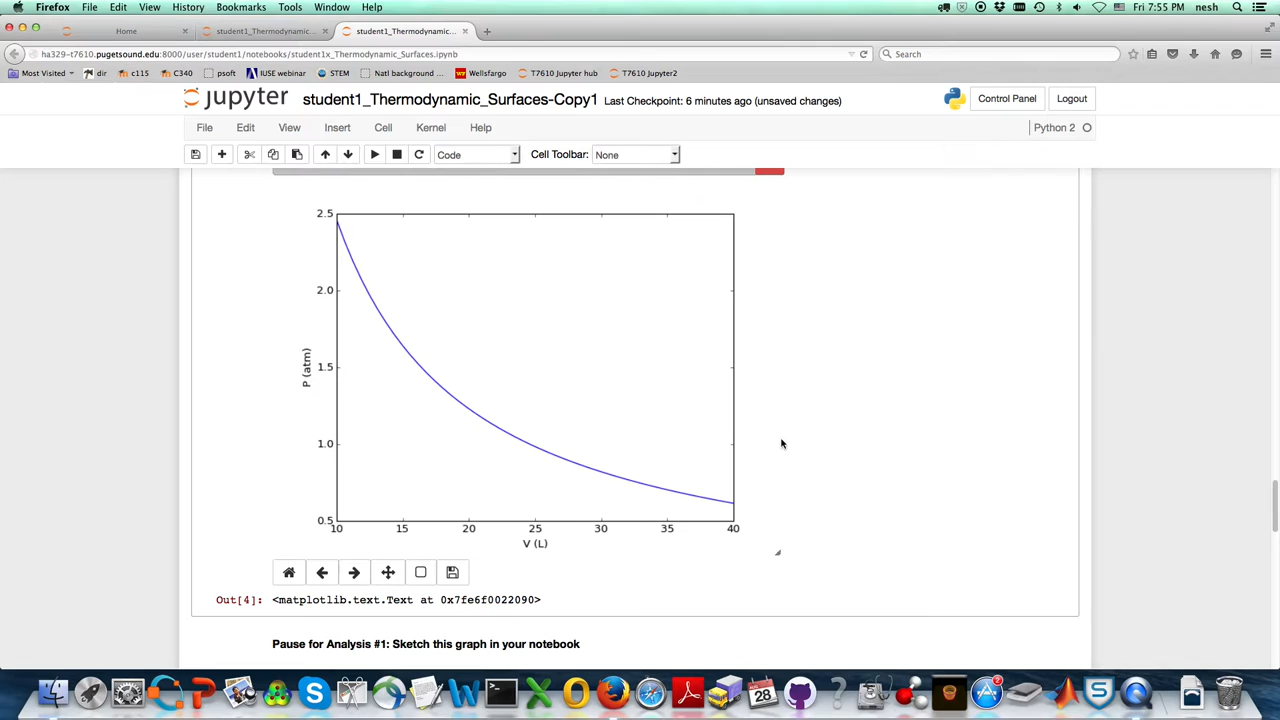 Firefox File Edit View History Bookmarks Tools Window Help Fri 7:55 PM nesh
Home student1_Thermodynamic... student1_Thermodynamic_...
ha329-t7610.pugetsound.edu:8000/user/student1/notebooks/student1x_Thermodynamic_Surfaces.ipynb Search
Most Visited dir c115 C340 psoft IUSE webinar STEM Natl background ... Wellsfargo T7610 Jupyter hub T7610 Jupyter2
jupyter student1_Thermodynamic_Surfaces-Copy1 Last Checkpoint: 6 minutes ago (unsaved changes) Control Panel Logout
File Edit View Insert Cell Kernel Help Python 2
Code Cell Toolbar: None
2.5
2.0
1.5
P (atm)
1.0
0.5
10 15 20 25 30 35 40
V (L)
Out[4]: <matplotlib.text.Text at 0x7fe6f0022090>
Pause for Analysis #1: Sketch this graph in your notebook
28
2